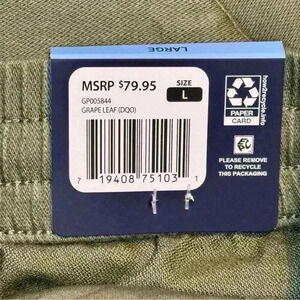 LARGE
MSRP $79.95
SIZE
L
GP005844
GRAPE LEAF (DQO)
7 19408 75103 1
how2recycle.info
PAPER
CARD
PLEASE REMOVE
TO RECYCLE
THIS PACKAGING